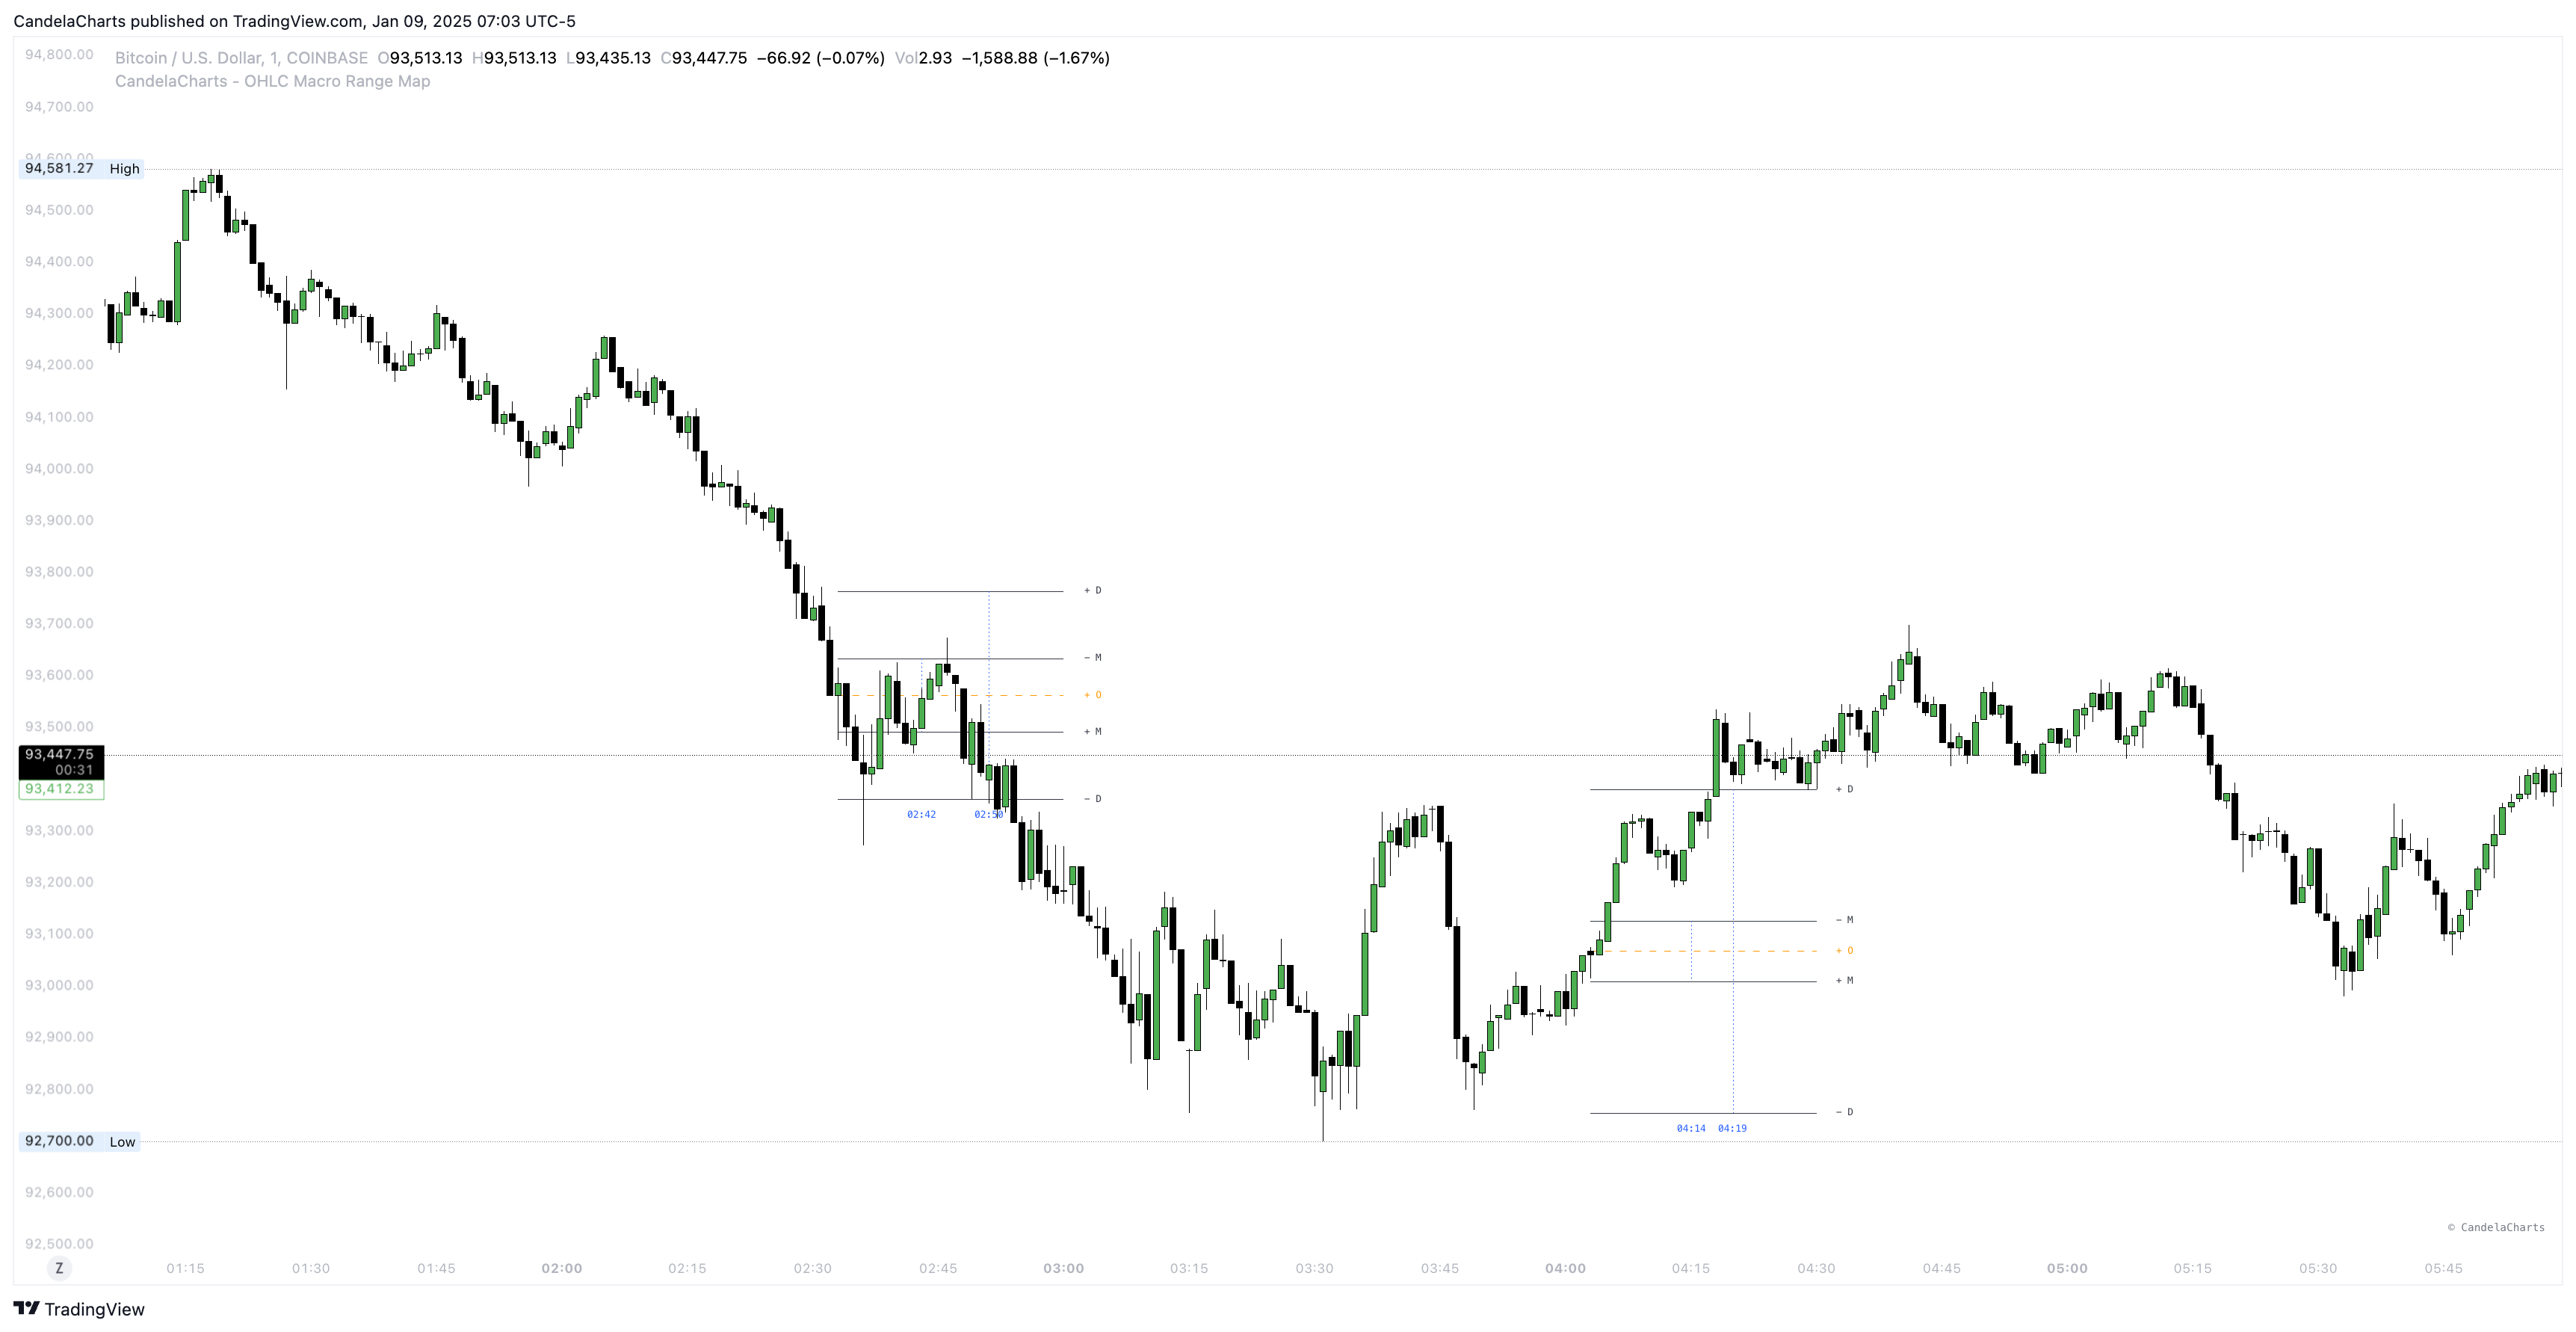 CandelaCharts published on TradingView.com, Jan 09, 2025 07:03 UTC-5
94,800.00
Bitcoin / U.S. Dollar, 1, COINBASE O93,513.13 H93,513.13 L93,435.13 C93,447.75 −66.92 (−0.07%) Vol2.93 −1,588.88 (−1.67%)
CandelaCharts - OHLC Macro Range Map
94,700.00
94,600.00
94,581.27 High
94,500.00
94,400.00
94,300.00
94,200.00
94,100.00
94,000.00
93,900.00
93,800.00
+ D
93,700.00
− M
93,600.00
+ O
93,500.00
+ M
93,447.75
00:31
93,412.23
+ D
− D
02:42 02:50
93,300.00
93,200.00
93,100.00
− M
+ O
93,000.00
+ M
92,900.00
92,800.00
− D
04:14 04:19
92,700.00 Low
92,600.00
© CandelaCharts
92,500.00
Z 01:15 01:30 01:45 02:00 02:15 02:30 02:45 03:00 03:15 03:30 03:45 04:00 04:15 04:30 04:45 05:00 05:15 05:30 05:45
TradingView